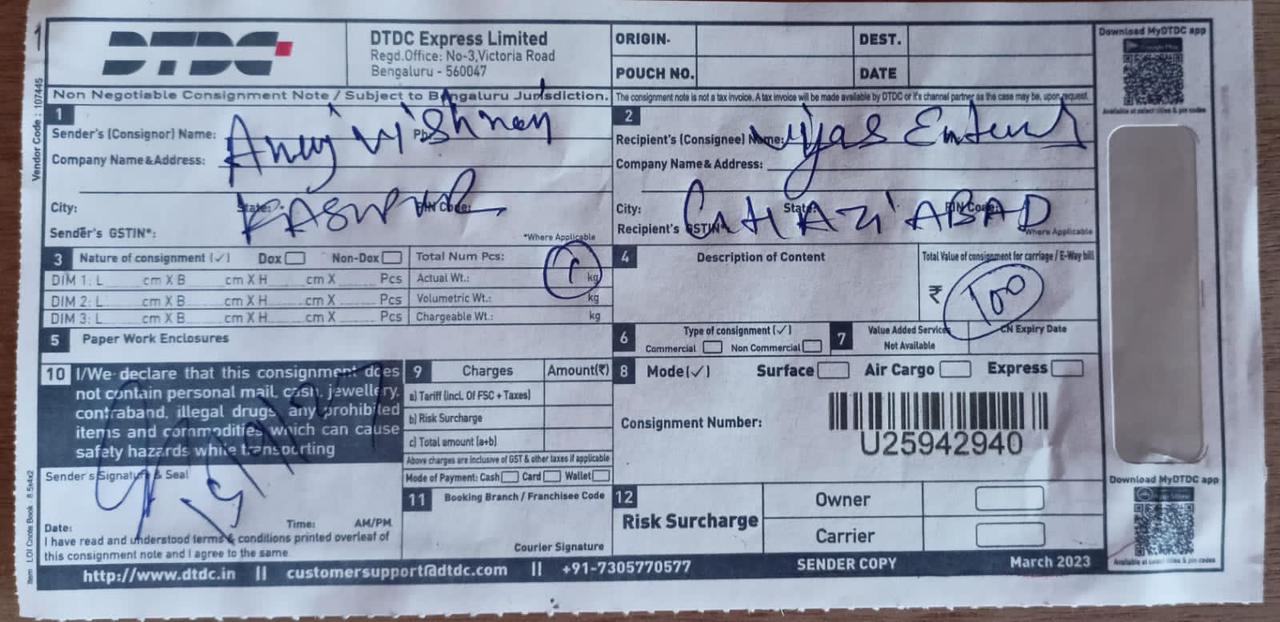 DTDC
DTDC Express Limited
Regd.Office: No-3,Victoria Road
Bengaluru - 560047
ORIGIN-
DEST.
POUCH NO.
DATE
Download MyDTDC app
Non Negotiable Consignment Note / Subject to Bengaluru Jurisdiction.
The consignment note is not a tax invoice. A tax invoice will be made available by DTDC or it's channel partner as the case may be, upon request.
Available at select cities & pin codes
Vendor Code : 107445
1
Sender's (Consignor) Name: Anuj
Ph
Company Name & Address:
City:
State:
PIN Code:
Sender's GSTIN*:
*Where Applicable
2
Recipient's (Consignee) Name:
Company Name & Address:
City: GHAZIABAD
State
PIN Code:
Recipient's GSTIN
*Where Applicable
3 Nature of consignment (✓) Dox Non-Dox
DIM 1: L cm X B cm X H cm X Pcs
DIM 2: L cm X B cm X H cm X Pcs
DIM 3: L cm X B cm X H cm X Pcs
Total Num Pcs:
Actual Wt.: 1 kg
Volumetric Wt.: kg
Chargeable Wt.: kg
4 Description of Content
Total Value of consignment for carriage / E-Way bill
₹ 100
5 Paper Work Enclosures
6 Type of consignment (✓)
Commercial Non Commercial
7 Value Added Services
Not Available
CN Expiry Date
10 I/We declare that this consignment does
not contain personal mail, cash, jewellery,
contraband, illegal drugs, any prohibited
items and commodities which can cause
safety hazards while transporting
Sender's Signature & Seal
Date: Time: AM/PM
I have read and understood terms & conditions printed overleaf of
this consignment note and I agree to the same.
9 Charges Amount(₹)
a) Tariff (incl. Of FSC + Taxes)
b) Risk Surcharge
c) Total amount (a+b)
Above charges are inclusive of GST & other taxes if applicable
Mode of Payment: Cash Card Wallet
11 Booking Branch / Franchisee Code
Courier Signature
8 Mode(✓) Surface Air Cargo Express
Consignment Number:
U25942940
12 Risk Surcharge
Owner
Carrier
Download MyDTDC app
Available at select cities & pin codes
http://www.dtdc.in || customersupport@dtdc.com || +91-7305770577 SENDER COPY March 2023